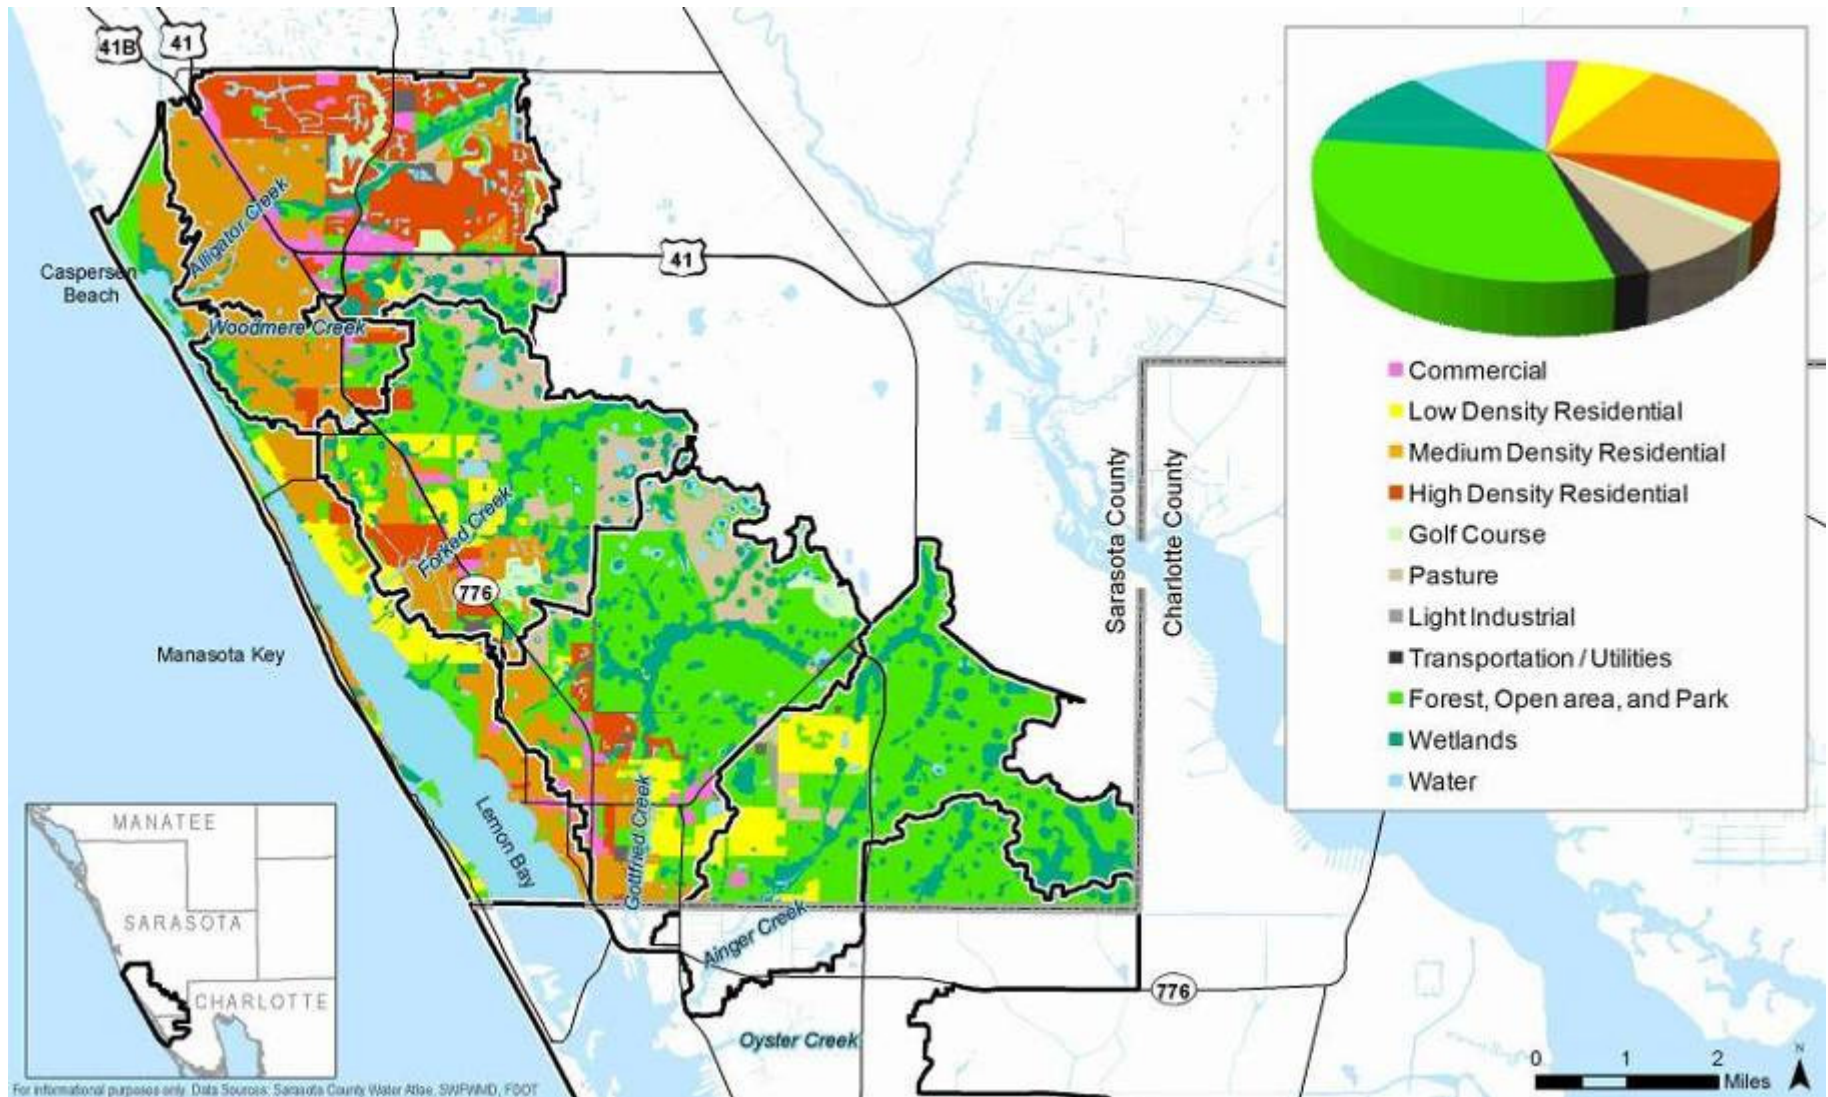 41B
41
Alligator Creek
41
Caspersen
Beach
Woodmere Creek
Forked Creek
776
Manasota Key
Lemon Bay
Gottfried Creek
Ainger Creek
776
Oyster Creek
Sarasota County
Charlotte County
Commercial
Low Density Residential
Medium Density Residential
High Density Residential
Golf Course
Pasture
Light Industrial
Transportation / Utilities
Forest, Open area, and Park
Wetlands
Water
MANATEE
SARASOTA
CHARLOTTE
For informational purposes only. Data Sources: Sarasota County Water Atlas, SWFWMD, FDOT
0 1 2
Miles
N